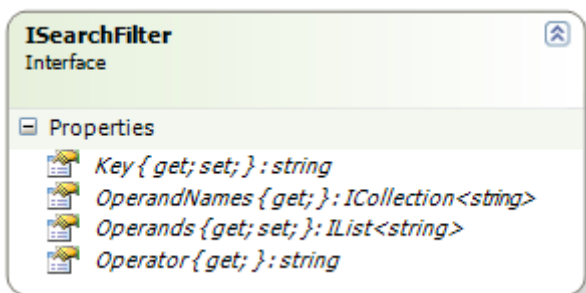 ISearchFilter
Interface
Properties
Key { get; set; } : string
OperandNames { get; } : ICollection<string>
Operands { get; set; } : IList<string>
Operator { get; } : string